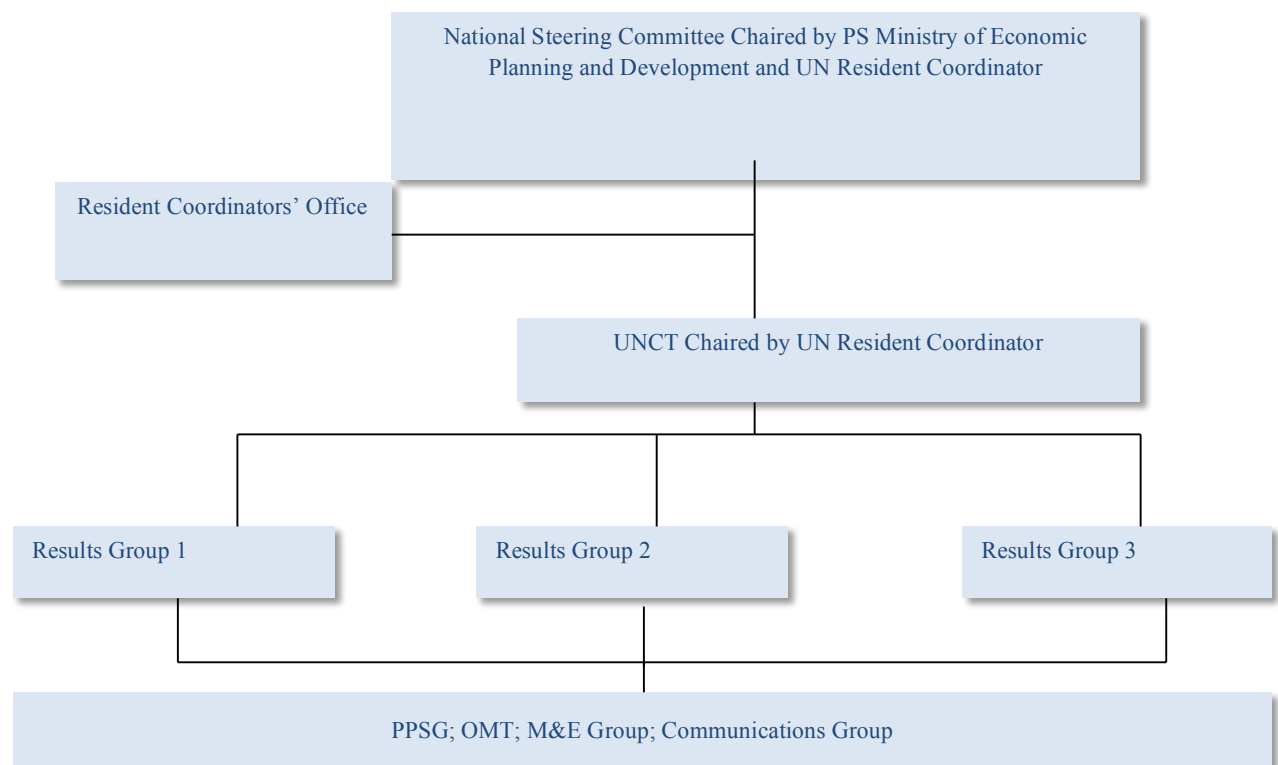 National Steering Committee Chaired by PS Ministry of Economic
Planning and Development and UN Resident Coordinator
Resident Coordinators’ Office
UNCT Chaired by UN Resident Coordinator
Results Group 1
Results Group 2
Results Group 3
PPSG; OMT; M&E Group; Communications Group